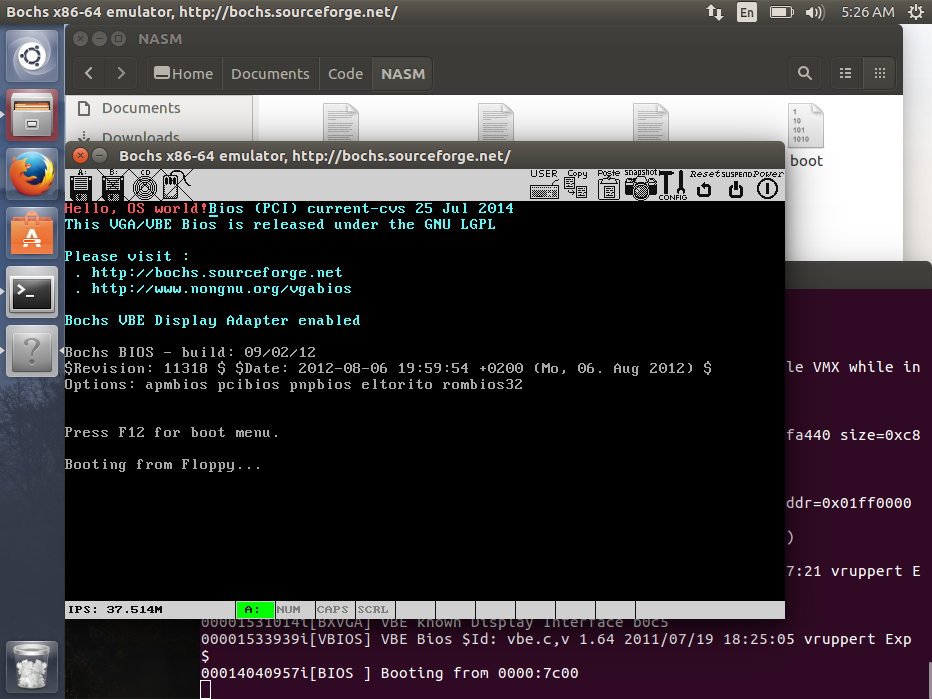 Bochs x86-64 emulator, http://bochs.sourceforge.net/
En
5:26 AM
NASM
Home
Documents
Code
NASM
Documents
Downloads
1
10
101
1010
boot
Bochs x86-64 emulator, http://bochs.sourceforge.net/
A:
B:
CD
USER
Copy
Paste
snapshot
CONFIG
Reset
SUSPEND
Power
Hello, OS world!Bios (PCI) current-cvs 25 Jul 2014
This VGA/VBE Bios is released under the GNU LGPL
Please visit :
. http://bochs.sourceforge.net
. http://www.nongnu.org/vgabios
Bochs VBE Display Adapter enabled
Bochs BIOS - build: 09/02/12
$Revision: 11318 $ $Date: 2012-08-06 19:59:54 +0200 (Mo, 06. Aug 2012) $
Options: apmbios pcibios pnpbios eltorito rombios32
Press F12 for boot menu.
Booting from Floppy...
IPS: 37.514M
A:
NUM
CAPS
SCRL
le VMX while in
fa440 size=0xc8
ddr=0x01ff0000
)
7:21 vruppert E
00001531014i[BXVGA] VBE known Display Interface b0c5
00001533939i[VBIOS] VBE Bios $Id: vbe.c,v 1.64 2011/07/19 18:25:05 vruppert Exp
$
00014040957i[BIOS ] Booting from 0000:7c00